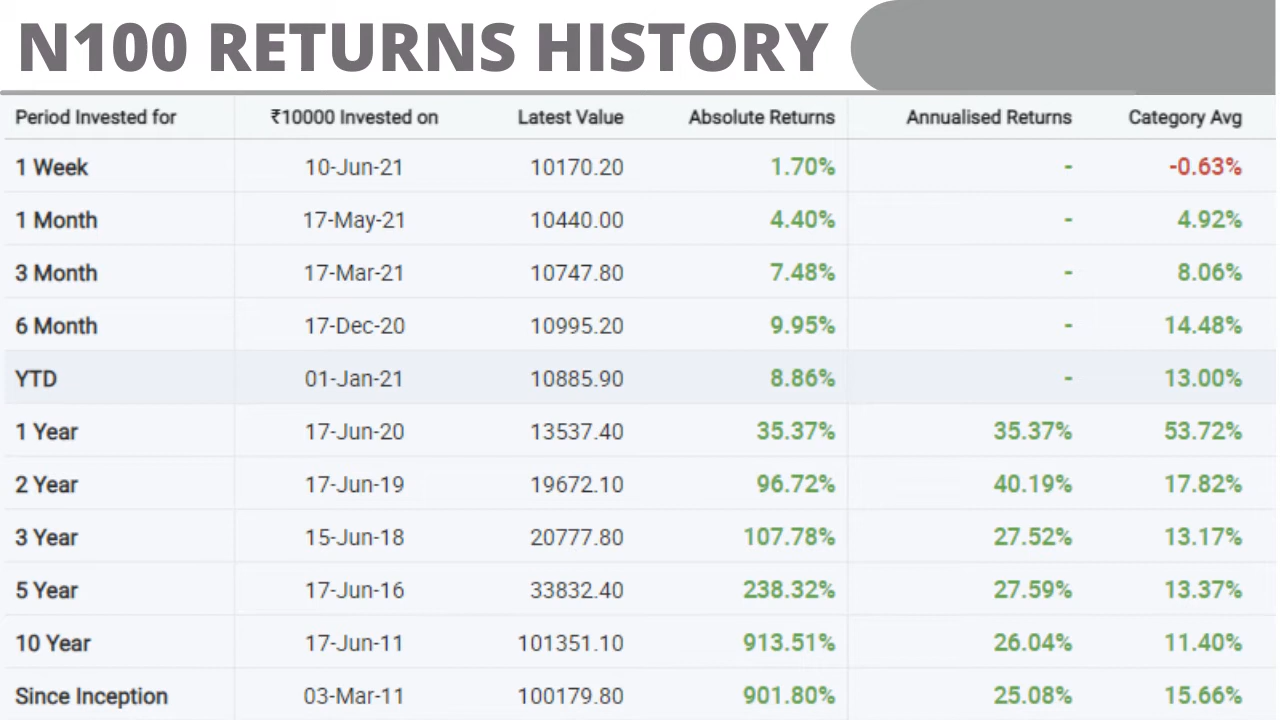 N100 RETURNS HISTORY
Period Invested for ₹10000 Invested on Latest Value Absolute Returns Annualised Returns Category Avg
1 Week 10-Jun-21 10170.20 1.70% - -0.63%
1 Month 17-May-21 10440.00 4.40% - 4.92%
3 Month 17-Mar-21 10747.80 7.48% - 8.06%
6 Month 17-Dec-20 10995.20 9.95% - 14.48%
YTD 01-Jan-21 10885.90 8.86% - 13.00%
1 Year 17-Jun-20 13537.40 35.37% 35.37% 53.72%
2 Year 17-Jun-19 19672.10 96.72% 40.19% 17.82%
3 Year 15-Jun-18 20777.80 107.78% 27.52% 13.17%
5 Year 17-Jun-16 33832.40 238.32% 27.59% 13.37%
10 Year 17-Jun-11 101351.10 913.51% 26.04% 11.40%
Since Inception 03-Mar-11 100179.80 901.80% 25.08% 15.66%